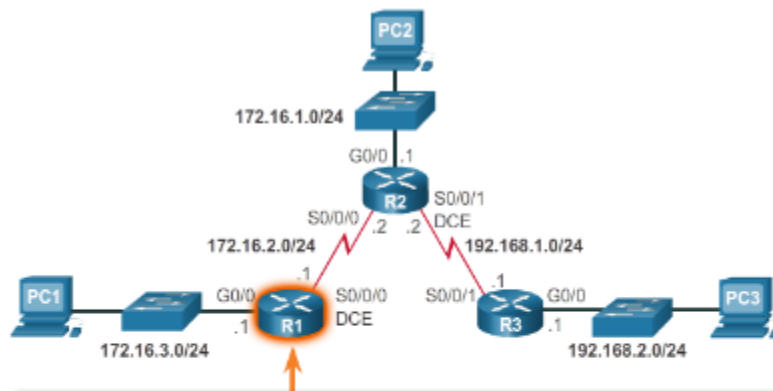 PC2
172.16.1.0/24
G0/0 .1
R2
S0/0/1
DCE
S0/0/0
.2 .2
172.16.2.0/24
192.168.1.0/24
.1
.1
PC1
G0/0
S0/0/0
DCE
.1
R1
S0/0/1
G0/0
R3
.1
PC3
172.16.3.0/24
192.168.2.0/24